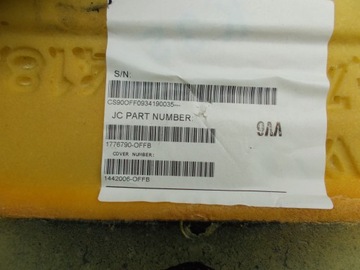 S/N:
CS90OFF0934190035—
JC PART NUMBER:
9AA
1776790-OFFB
COVER NUMBER:
1442006-OFFB